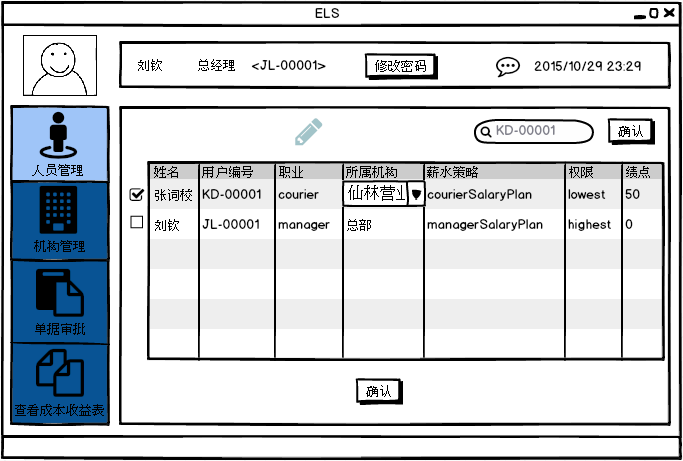 ELS
刘钦 总经理 <JL-00001> 修改密码 2015/10/29 23:29
人员管理
机构管理
单据审批
查看成本收益表
KD-00001 确认
姓名 用户编号 职业 所属机构 薪水策略 权限 绩点
张词校 KD-00001 courier 仙林营业 courierSalaryPlan lowest 50
刘钦 JL-00001 manager 总部 managerSalaryPlan highest 0
确认